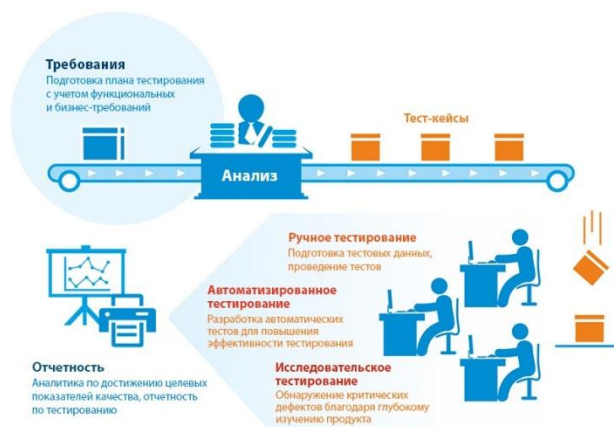 Требования
Подготовка плана тестирования
с учетом функциональных
и бизнес-требований
Тест-кейсы
Анализ
Ручное тестирование
Подготовка тестовых данных,
проведение тестов
Автоматизированное
тестирование
Разработка автоматических
тестов для повышения
эффективности тестирования
Отчетность
Аналитика по достижению целевых
показателей качества, отчетность
по тестированию
Исследовательское
тестирование
Обнаружение критических
дефектов благодаря глубокому
изучению продукта